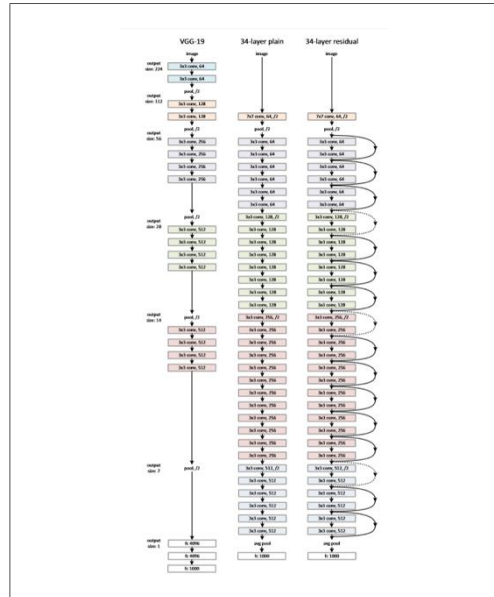 VGG-19
image
output
size: 224
3x3 conv, 64
3x3 conv, 64
output
size: 112
pool, /2
3x3 conv, 128
3x3 conv, 128
output
size: 56
pool, /2
3x3 conv, 256
3x3 conv, 256
3x3 conv, 256
3x3 conv, 256
output
size: 28
pool, /2
3x3 conv, 512
3x3 conv, 512
3x3 conv, 512
3x3 conv, 512
output
size: 14
pool, /2
3x3 conv, 512
3x3 conv, 512
3x3 conv, 512
3x3 conv, 512
output
size: 7
pool, /2
output
size: 1
fc 4096
fc 4096
fc 1000
34-layer plain
image
7x7 conv, 64, /2
pool, /2
3x3 conv, 64
3x3 conv, 64
3x3 conv, 64
3x3 conv, 64
3x3 conv, 64
3x3 conv, 64
3x3 conv, 128, /2
3x3 conv, 128
3x3 conv, 128
3x3 conv, 128
3x3 conv, 128
3x3 conv, 128
3x3 conv, 128
3x3 conv, 128
3x3 conv, 256, /2
3x3 conv, 256
3x3 conv, 256
3x3 conv, 256
3x3 conv, 256
3x3 conv, 256
3x3 conv, 256
3x3 conv, 256
3x3 conv, 256
3x3 conv, 256
3x3 conv, 256
3x3 conv, 256
3x3 conv, 512, /2
3x3 conv, 512
3x3 conv, 512
3x3 conv, 512
3x3 conv, 512
3x3 conv, 512
avg pool
fc 1000
34-layer residual
image
7x7 conv, 64, /2
pool, /2
3x3 conv, 64
3x3 conv, 64
3x3 conv, 64
3x3 conv, 64
3x3 conv, 64
3x3 conv, 64
3x3 conv, 128, /2
3x3 conv, 128
3x3 conv, 128
3x3 conv, 128
3x3 conv, 128
3x3 conv, 128
3x3 conv, 128
3x3 conv, 128
3x3 conv, 256, /2
3x3 conv, 256
3x3 conv, 256
3x3 conv, 256
3x3 conv, 256
3x3 conv, 256
3x3 conv, 256
3x3 conv, 256
3x3 conv, 256
3x3 conv, 256
3x3 conv, 256
3x3 conv, 256
3x3 conv, 512, /2
3x3 conv, 512
3x3 conv, 512
3x3 conv, 512
3x3 conv, 512
3x3 conv, 512
avg pool
fc 1000